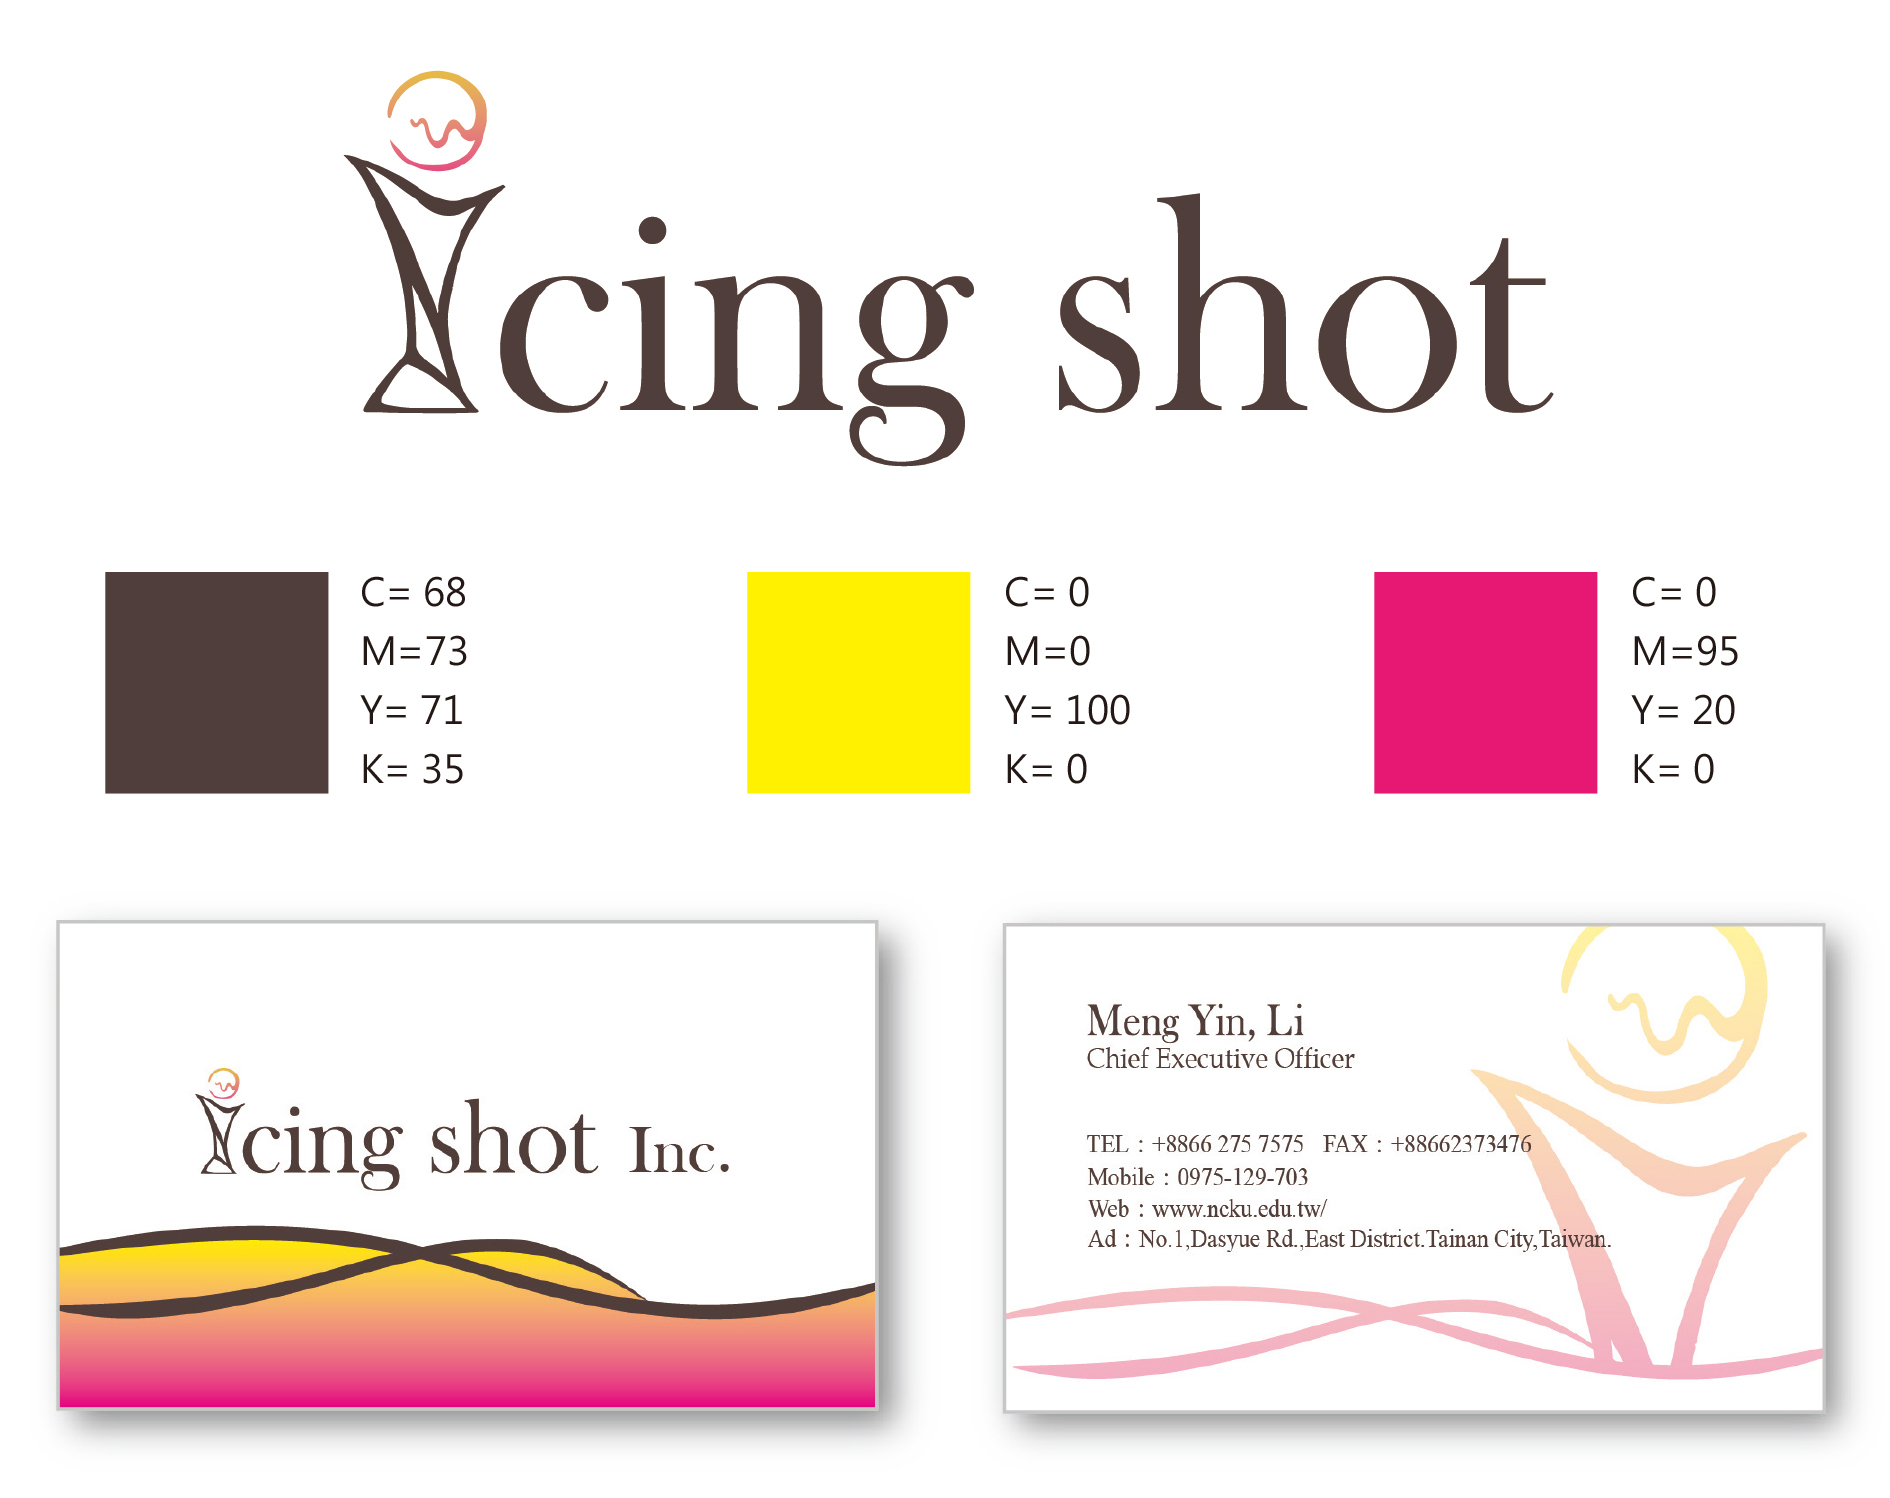 Icing shot
C= 68
M=73
Y= 71
K= 35
C= 0
M=0
Y= 100
K= 0
C= 0
M=95
Y= 20
K= 0
Icing shot Inc.
Meng Yin, Li
Chief Executive Officer
TEL：+8866 275 7575 FAX：+88662373476
Mobile：0975-129-703
Web：www.ncku.edu.tw/
Ad：No.1,Dasyue Rd.,East District.Tainan City,Taiwan.